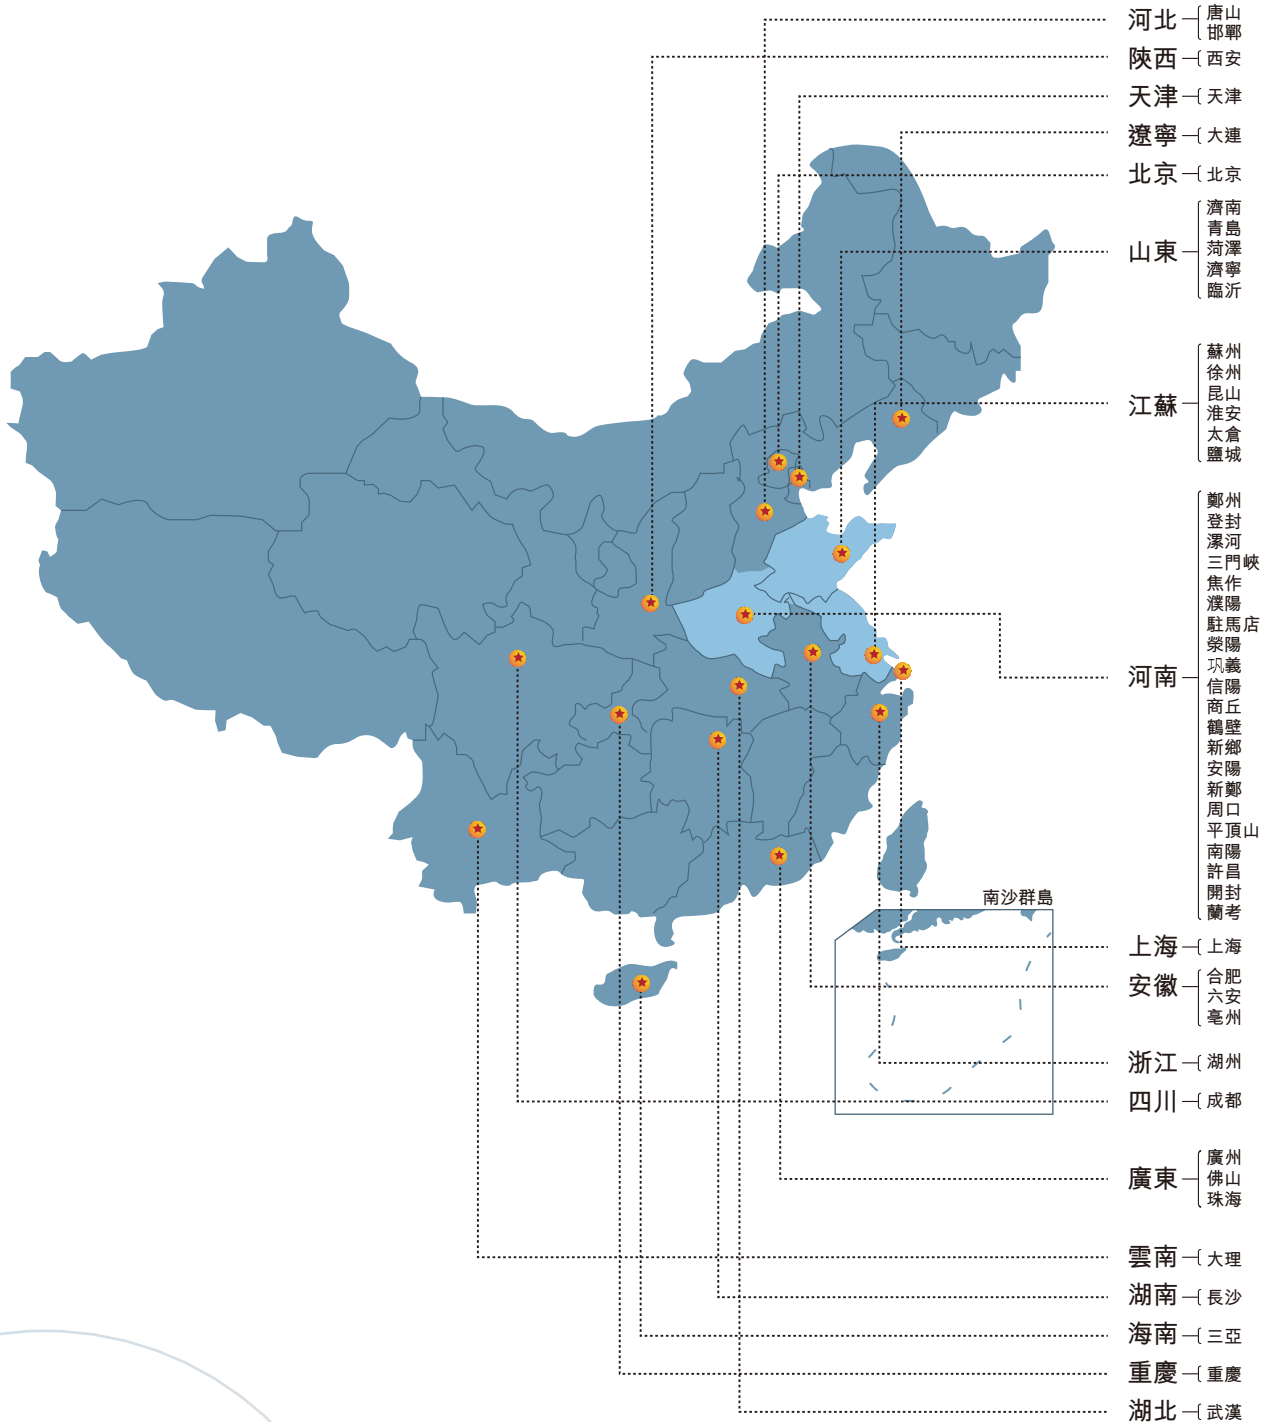 河北
唐山
邯鄲
陝西
西安
天津
天津
遼寧
大連
北京
北京
山東
濟南
青島
菏澤
濟寧
臨沂
江蘇
蘇州
徐州
昆山
淮安
太倉
鹽城
河南
鄭州
登封
漯河
三門峽
焦作
濮陽
駐馬店
滎陽
巩義
信陽
商丘
鶴壁
新鄉
安陽
新鄭
周口
平頂山
南陽
許昌
開封
蘭考
南沙群島
上海
上海
安徽
合肥
六安
亳州
浙江
湖州
四川
成都
廣東
廣州
佛山
珠海
雲南
大理
湖南
長沙
海南
三亞
重慶
重慶
湖北
武漢